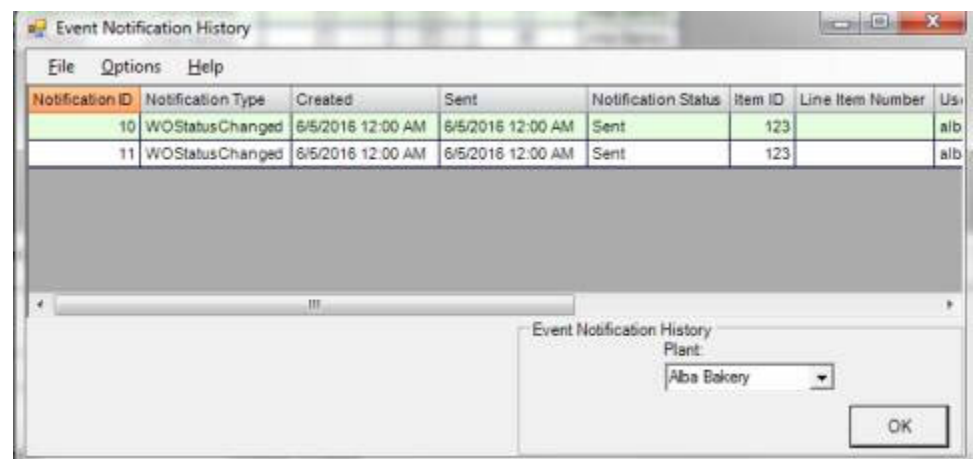 Event Notification History
File Options Help
Notification ID Notification Type Created Sent Notification Status Item ID Line Item Number Us
10 WOStatusChanged 6/5/2016 12:00 AM 6/5/2016 12:00 AM Sent 123 alb
11 WOStatusChanged 6/5/2016 12:00 AM 6/5/2016 12:00 AM Sent 123 alb
Event Notification History
Plant:
Alba Bakery
OK